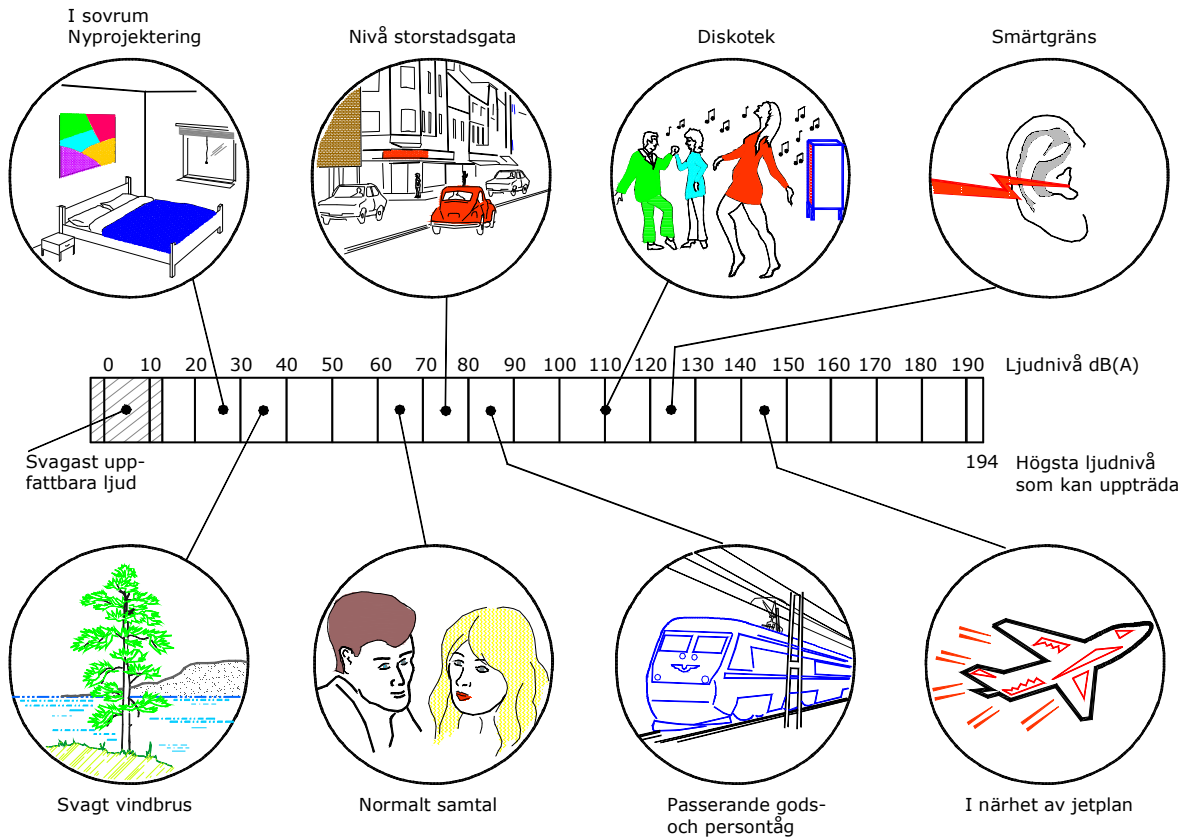 I sovrum
Nyprojektering
Nivå storstadsgata
Diskotek
Smärtgräns
0 10 20 30 40 50 60 70 80 90 100 110 120 130 140 150 160 170 180 190 Ljudnivå dB(A)
Svagast upp-
fattbara ljud
194 Högsta ljudnivå
som kan uppträda
Svagt vindbrus
Normalt samtal
Passerande gods-
och persontåg
I närhet av jetplan